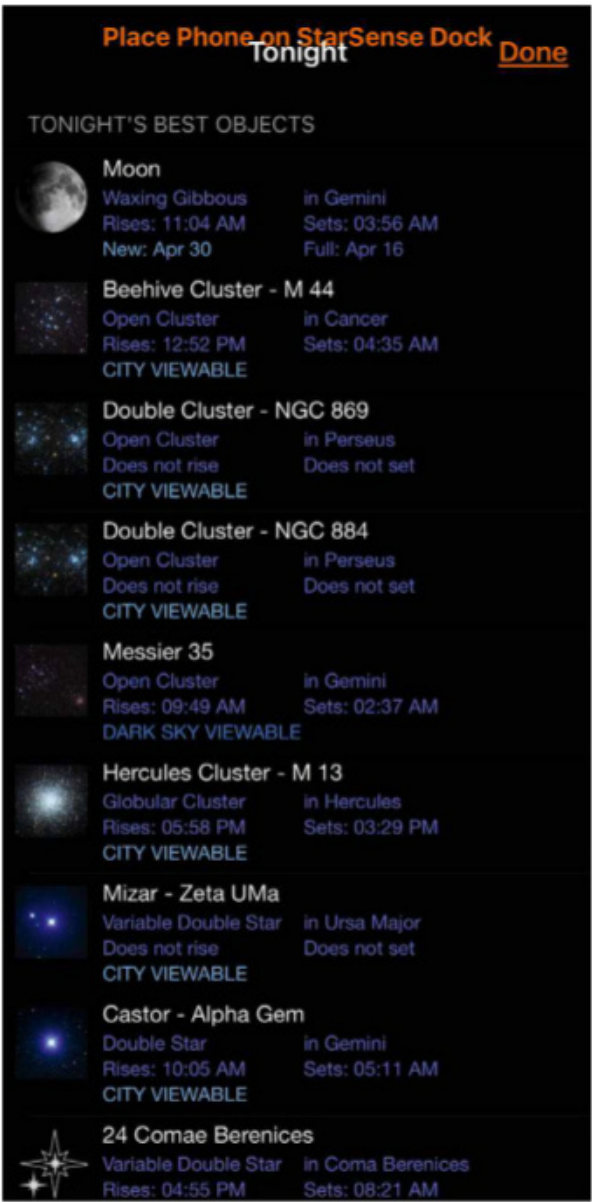 Place Phone on StarSense Dock
Tonight
Done
TONIGHT'S BEST OBJECTS
Moon
Waxing Gibbous in Gemini
Rises: 11:04 AM Sets: 03:56 AM
New: Apr 30 Full: Apr 16
Beehive Cluster - M 44
Open Cluster in Cancer
Rises: 12:52 PM Sets: 04:35 AM
CITY VIEWABLE
Double Cluster - NGC 869
Open Cluster in Perseus
Does not rise Does not set
CITY VIEWABLE
Double Cluster - NGC 884
Open Cluster in Perseus
Does not rise Does not set
CITY VIEWABLE
Messier 35
Open Cluster in Gemini
Rises: 09:49 AM Sets: 02:37 AM
DARK SKY VIEWABLE
Hercules Cluster - M 13
Globular Cluster in Hercules
Rises: 05:58 PM Sets: 03:29 PM
CITY VIEWABLE
Mizar - Zeta UMa
Variable Double Star in Ursa Major
Does not rise Does not set
CITY VIEWABLE
Castor - Alpha Gem
Double Star in Gemini
Rises: 10:05 AM Sets: 05:11 AM
CITY VIEWABLE
24 Comae Berenices
Variable Double Star in Coma Berenices
Rises: 04:55 PM Sets: 08:21 AM